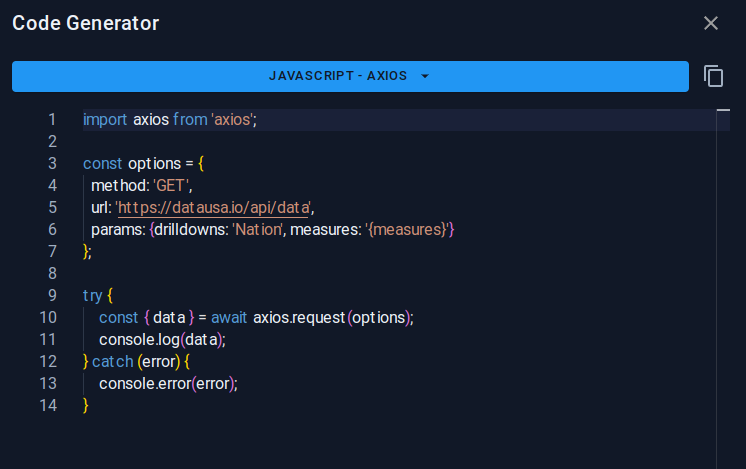 Code Generator
JAVASCRIPT - AXIOS
1 import axios from 'axios';
2
3 const options = {
4 method: 'GET',
5 url: 'https://datausa.io/api/data',
6 params: {drilldowns: 'Nation', measures: '{measures}'}
7 };
8
9 try {
10 const { data } = await axios.request(options);
11 console.log(data);
12 } catch (error) {
13 console.error(error);
14 }